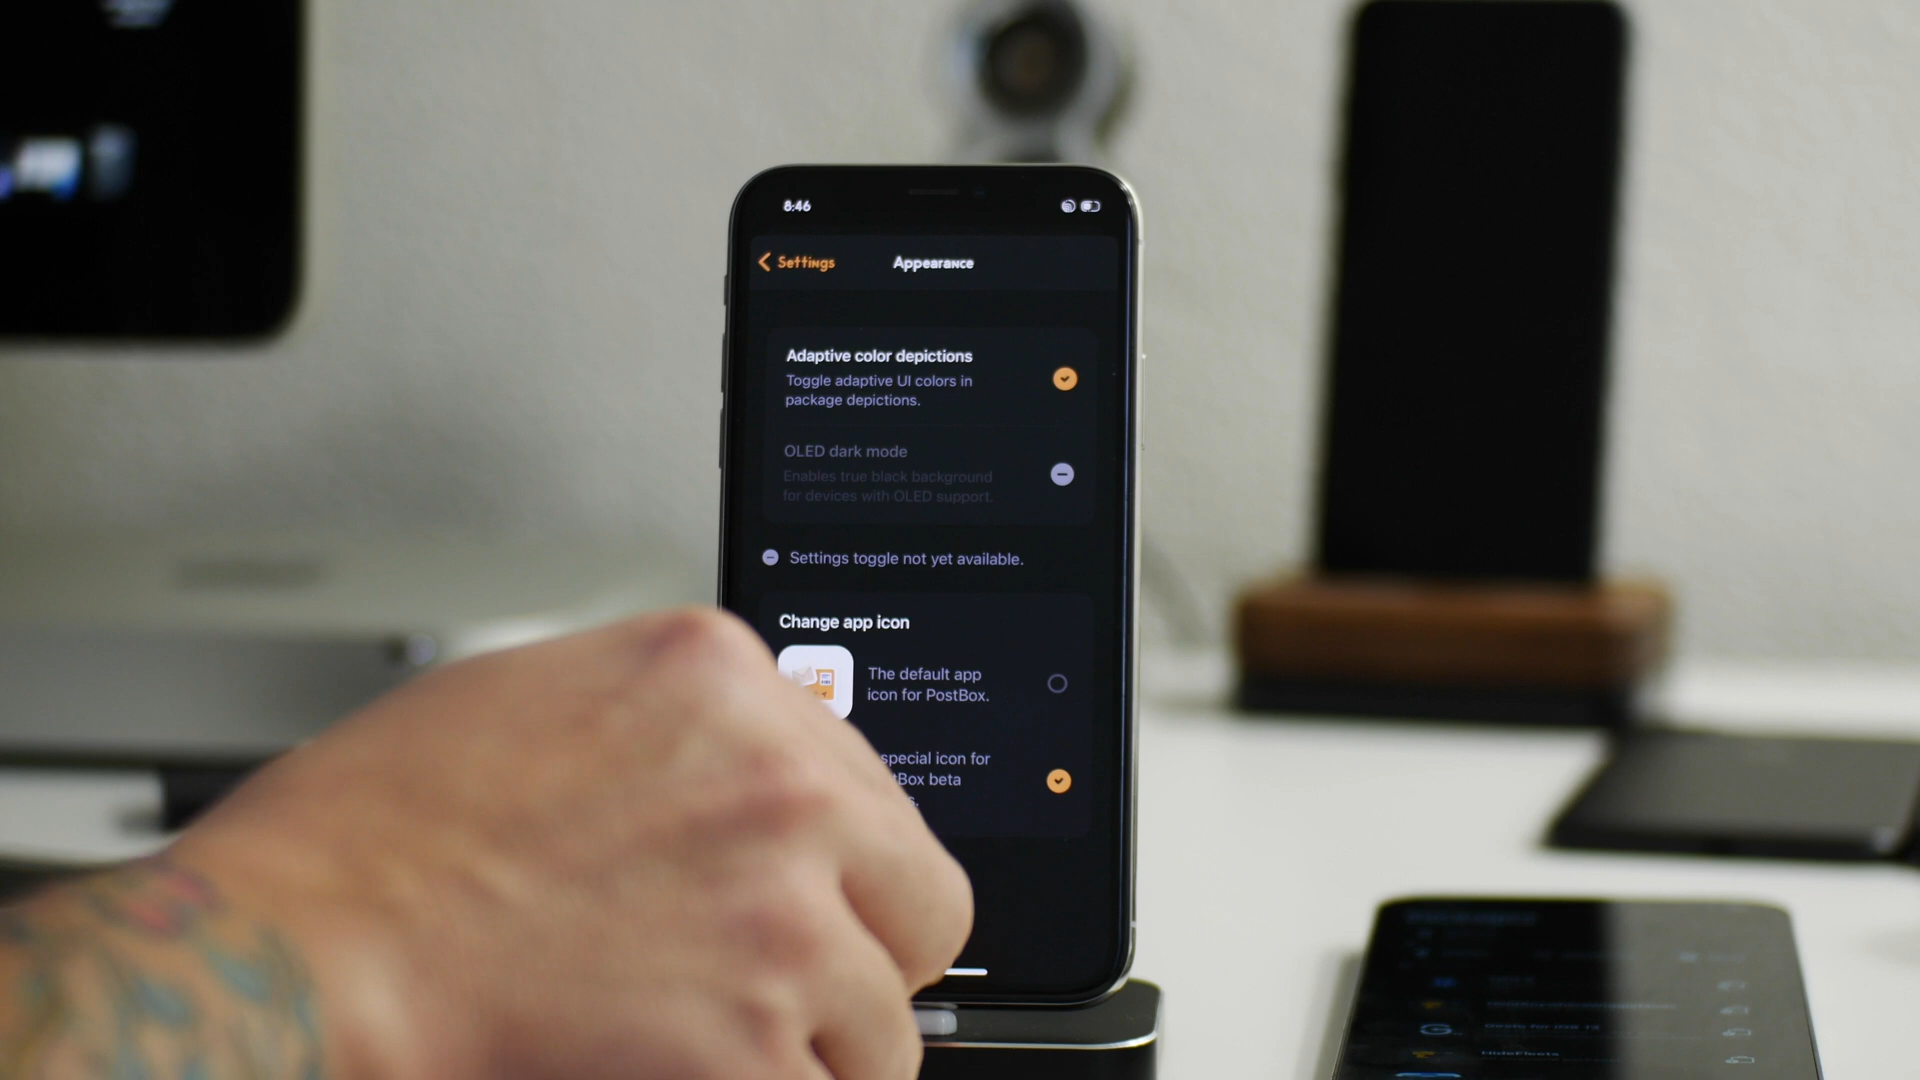 8:46
Settings
Appearance
Adaptive color depictions
Toggle adaptive UI colors in
package depictions.
OLED dark mode
Enables true black background
for devices with OLED support.
Settings toggle not yet available.
Change app icon
The default app
icon for PostBox.
special icon for
Box beta
HideFleets